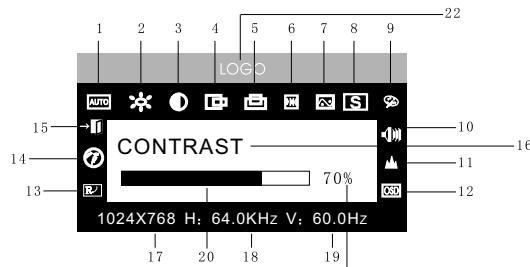 22
1 2 3 4 5 6 7 8 9
LOGO
AUTO S
15 10
CONTRAST 16
14 11
70%
13 R OSD 12
1024X768 H: 64.0KHz V: 60.0Hz
17 20 18 19